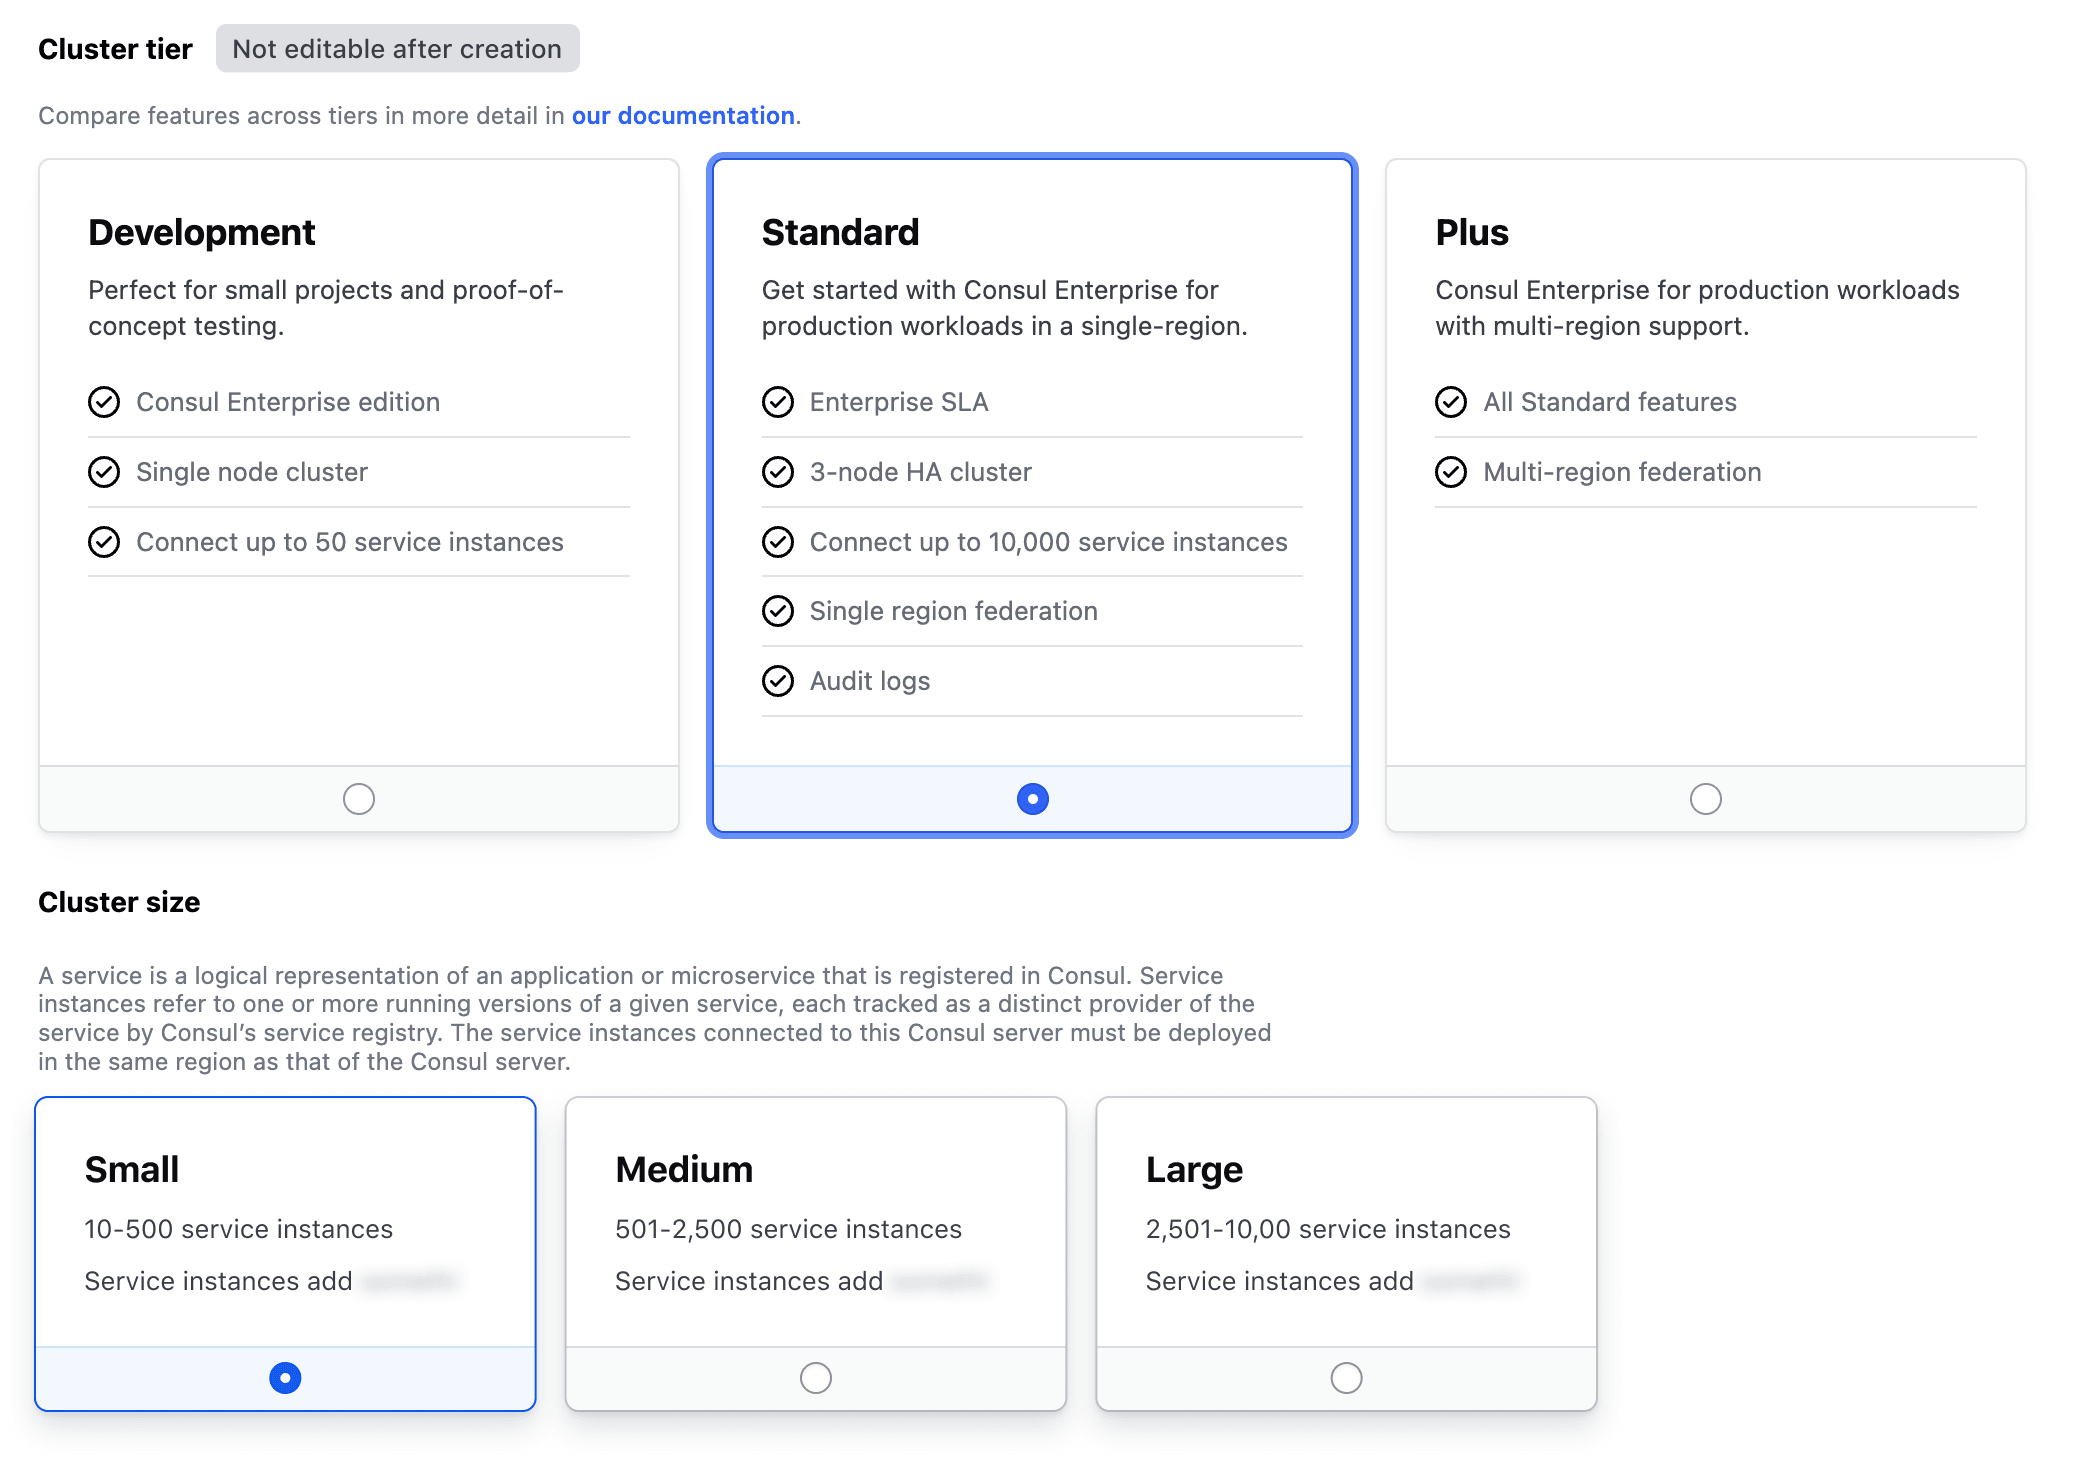 Cluster tier
Not editable after creation
Compare features across tiers in more detail in our documentation.
Development
Perfect for small projects and proof-of-
concept testing.
Consul Enterprise edition
Single node cluster
Connect up to 50 service instances
Standard
Get started with Consul Enterprise for
production workloads in a single-region.
Enterprise SLA
3-node HA cluster
Connect up to 10,000 service instances
Single region federation
Audit logs
Plus
Consul Enterprise for production workloads
with multi-region support.
All Standard features
Multi-region federation
Cluster size
A service is a logical representation of an application or microservice that is registered in Consul. Service
instances refer to one or more running versions of a given service, each tracked as a distinct provider of the
service by Consul’s service registry. The service instances connected to this Consul server must be deployed
in the same region as that of the Consul server.
Small
10-500 service instances
Service instances add
Medium
501-2,500 service instances
Service instances add
Large
2,501-10,00 service instances
Service instances add